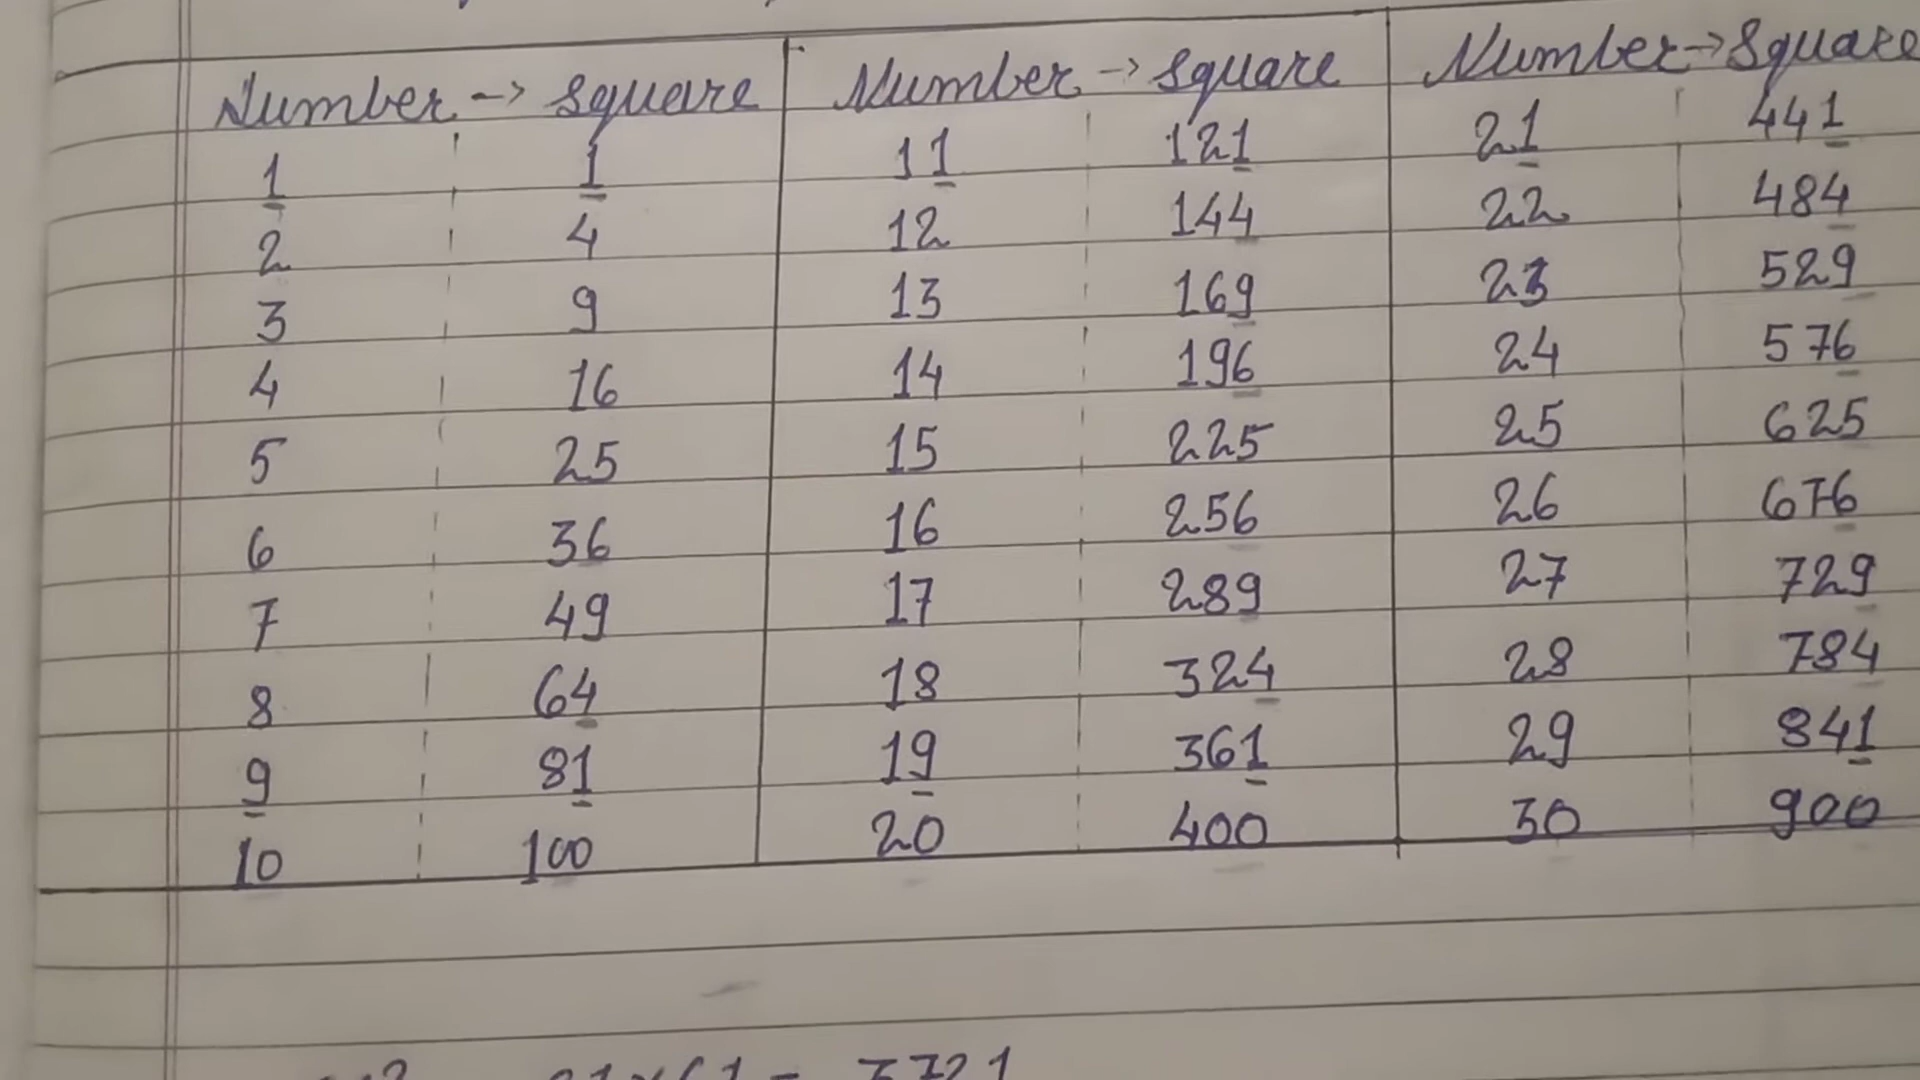 Number -> square Number -> square Number -> Square
1 1 11 121 21 441
2 4 12 144 22 484
3 9 13 169 23 529
4 16 14 196 24 576
5 25 15 225 25 625
6 36 16 256 26 676
7 49 17 289 27 729
8 64 18 324 28 784
9 81 19 361 29 841
10 100 20 400 30 900
61 = 3721